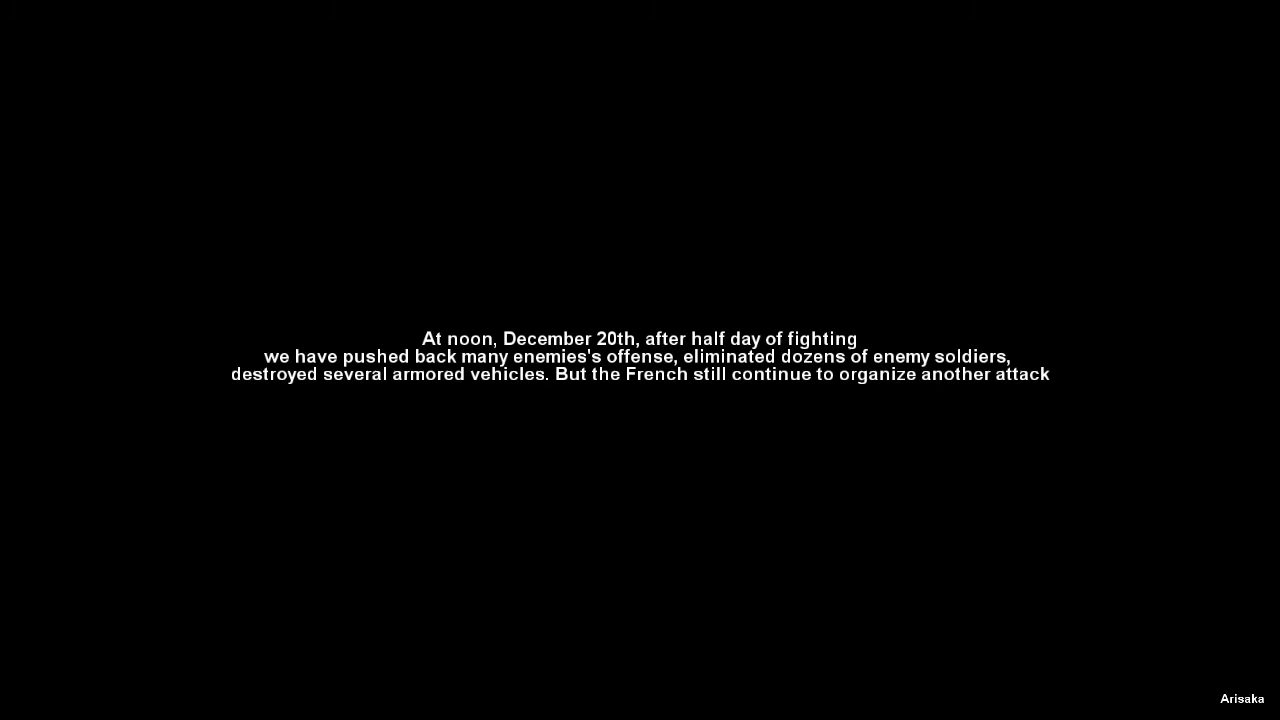 At noon, December 20th, after half day of fighting
we have pushed back many enemies's offense, eliminated dozens of enemy soldiers,
destroyed several armored vehicles. But the French still continue to organize another attack
Arisaka